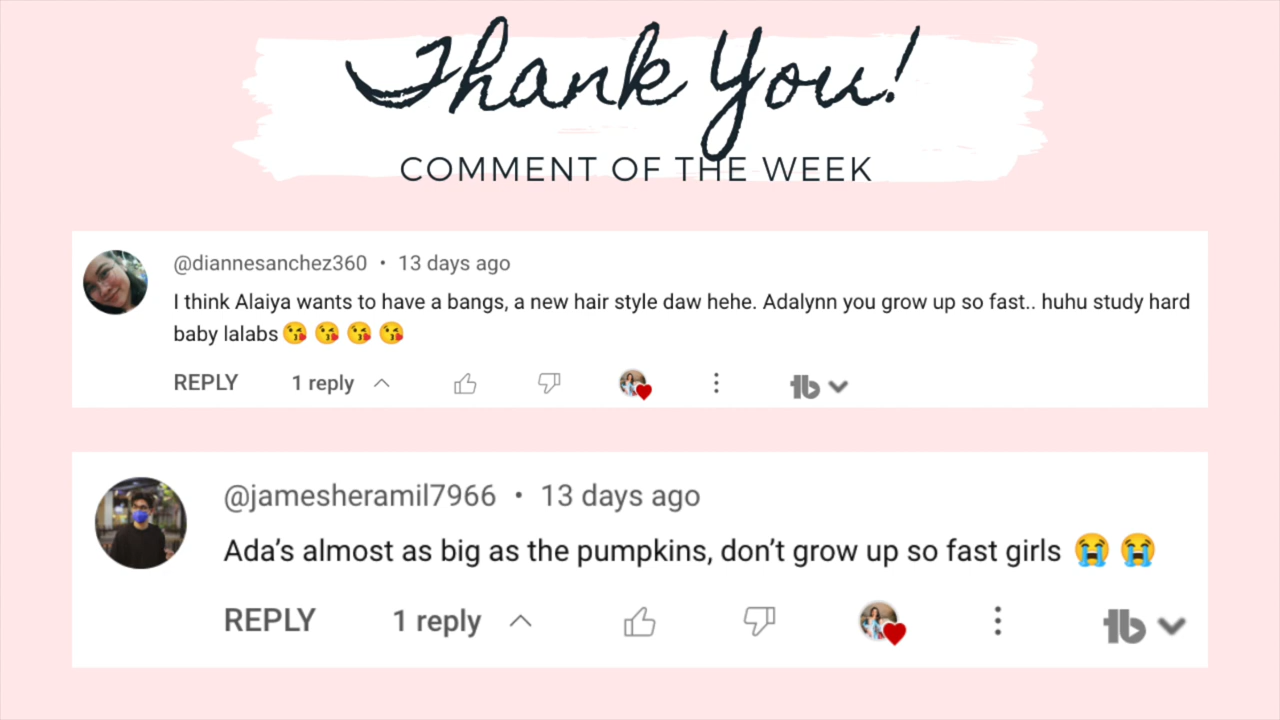 Thank You!
COMMENT OF THE WEEK
@diannesanchez360 • 13 days ago
I think Alaiya wants to have a bangs, a new hair style daw hehe. Adalynn you grow up so fast.. huhu study hard
baby lalabs😘 😘 😘 😘
REPLY 1 reply
@jamesheramil7966 • 13 days ago
Ada’s almost as big as the pumpkins, don’t grow up so fast girls 😭 😭
REPLY 1 reply